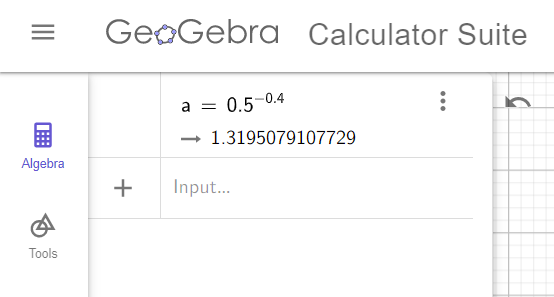 GeoGebra Calculator Suite
a = 0.5⁻⁰·⁴
→ 1.3195079107729
Algebra
+ Input...
Tools